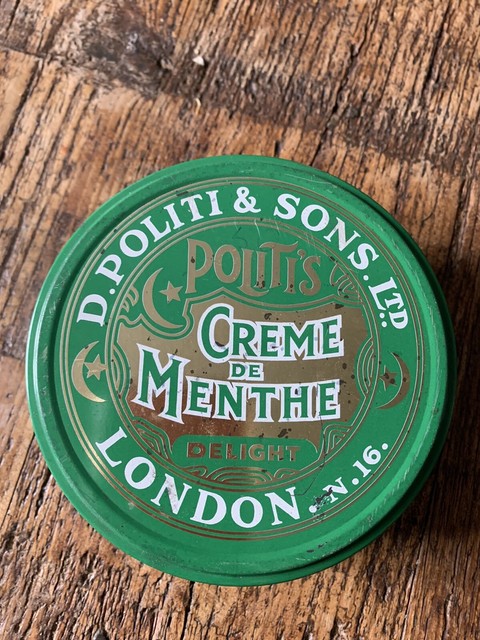 D. POLITI & SONS. LTD.
POLITI'S
CREME
DE
MENTHE
DELIGHT
LONDON. N. 16.